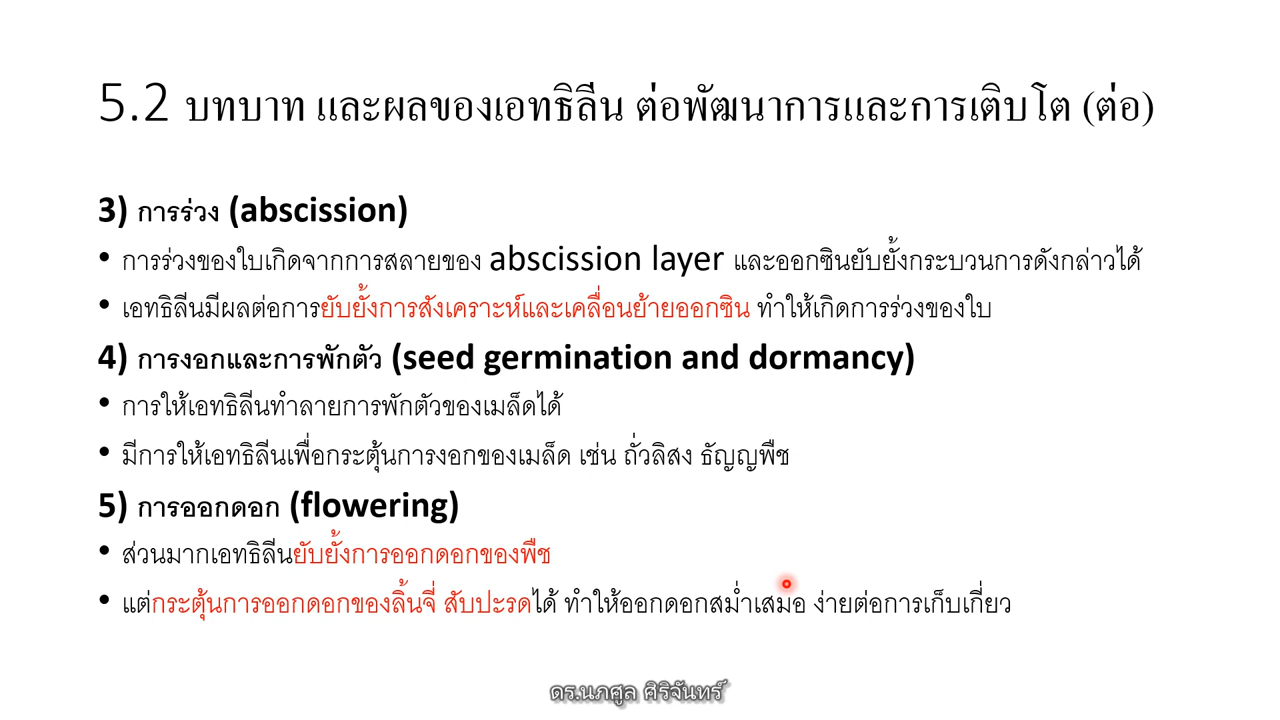 5.2 บทบาท และผลของเอทธิลีน ต่อพัฒนาการและการเติบโต (ต่อ)
3) การร่วง (abscission)
• การร่วงของใบเกิดจากการสลายของ abscission layer และออกซินยับยั้งกระบวนการดังกล่าวได้
• เอทธิลีนมีผลต่อการยับยั้งการสังเคราะห์และเคลื่อนย้ายออกซิน ทำให้เกิดการร่วงของใบ
4) การงอกและการพักตัว (seed germination and dormancy)
• การให้เอทธิลีนทำลายการพักตัวของเมล็ดได้
• มีการให้เอทธิลีนเพื่อกระตุ้นการงอกของเมล็ด เช่น ถั่วลิสง ธัญญพืช
5) การออกดอก (flowering)
• ส่วนมากเอทธิลีนยับยั้งการออกดอกของพืช
• แต่กระตุ้นการออกดอกของลิ้นจี่ สับปะรดได้ ทำให้ออกดอกสม่ำเสมอ ง่ายต่อการเก็บเกี่ยว
ดร.นภศูล ศิริจันทร์